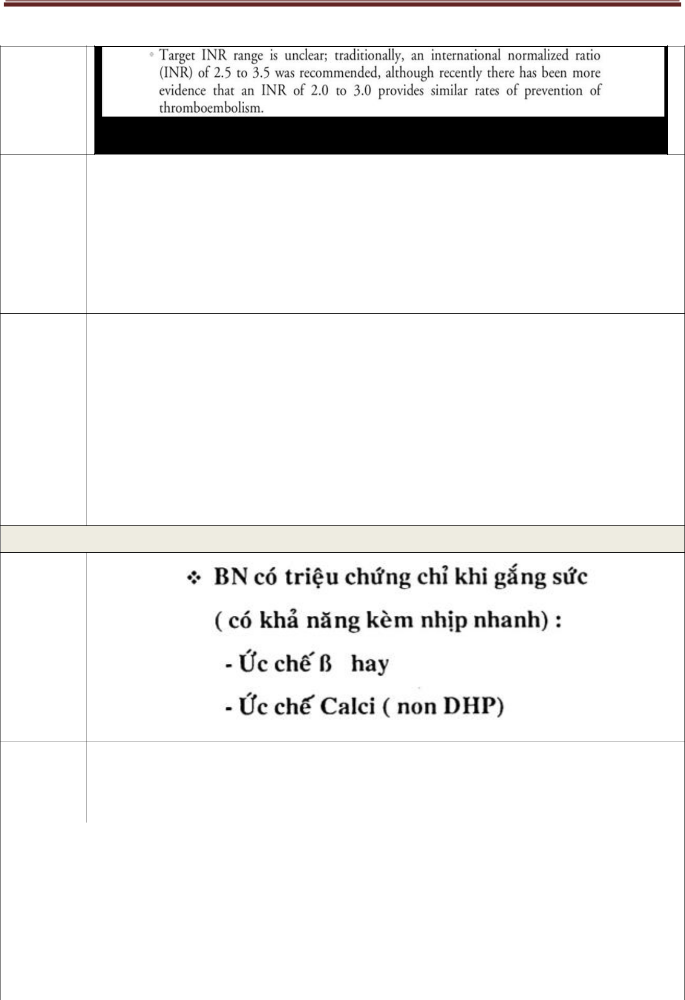 Target INR range is unclear; traditionally, an international normalized ratio
(INR) of 2.5 to 3.5 was recommended, although recently there has been more
evidence that an INR of 2.0 to 3.0 provides similar rates of prevention of
thromboembolism.
❖ BN có triệu chứng chỉ khi gắng sức
( có khả năng kèm nhịp nhanh) :
- Ức chế ß hay
- Ức chế Calci ( non DHP)